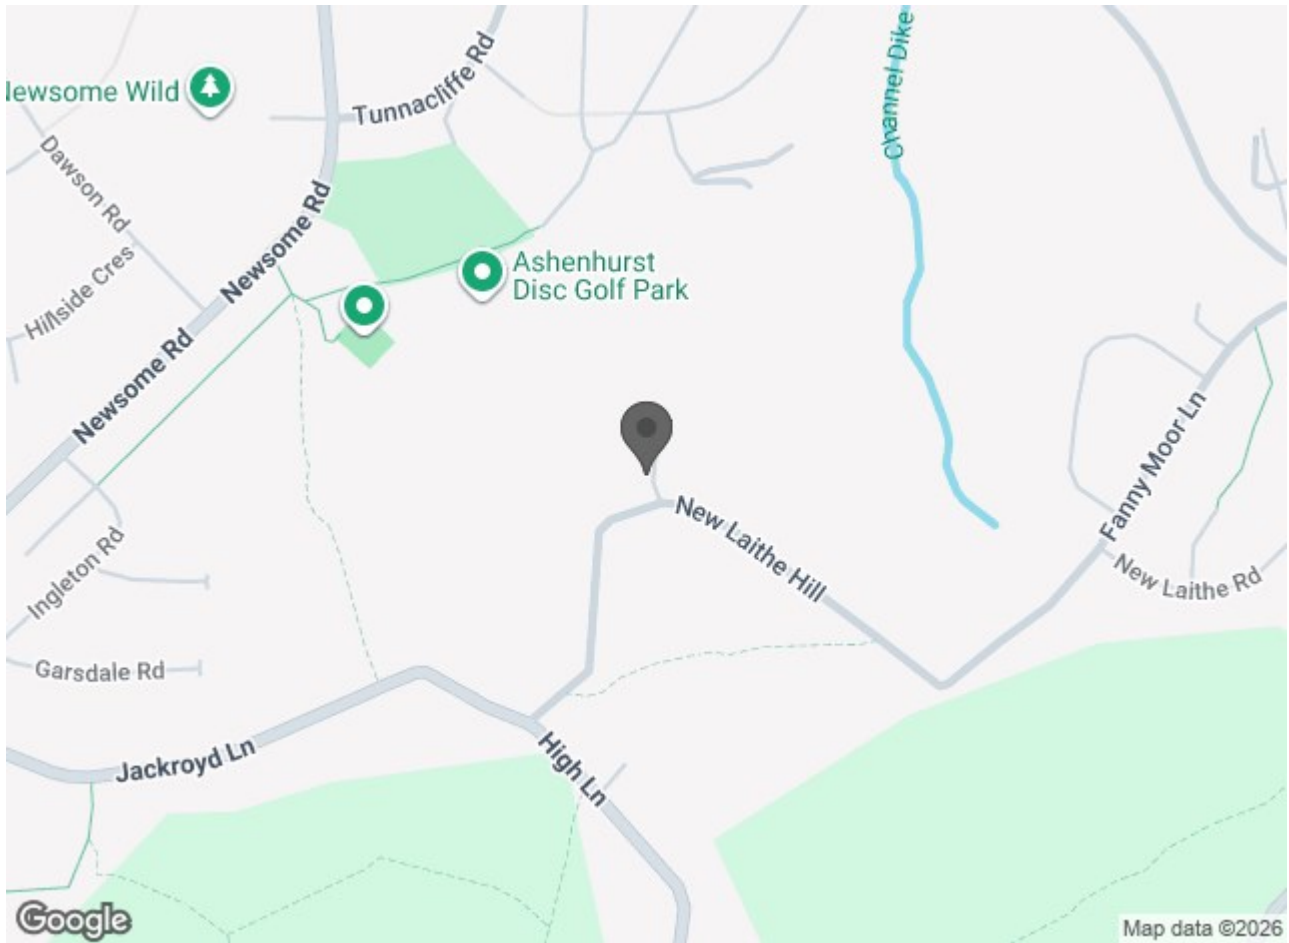 Channel Dike
Tunnacliffe Rd
Newsome Wild
Dawson Rd
Newsome Rd
Hillside Cres
Ashenhurst
Disc Golf Park
Newsome Rd
Fanny Moor Ln
New Laithe Hill
Ingleton Rd
New Laithe Rd
Garsdale Rd
Jackroyd Ln
High Ln
Google
Map data ©2026